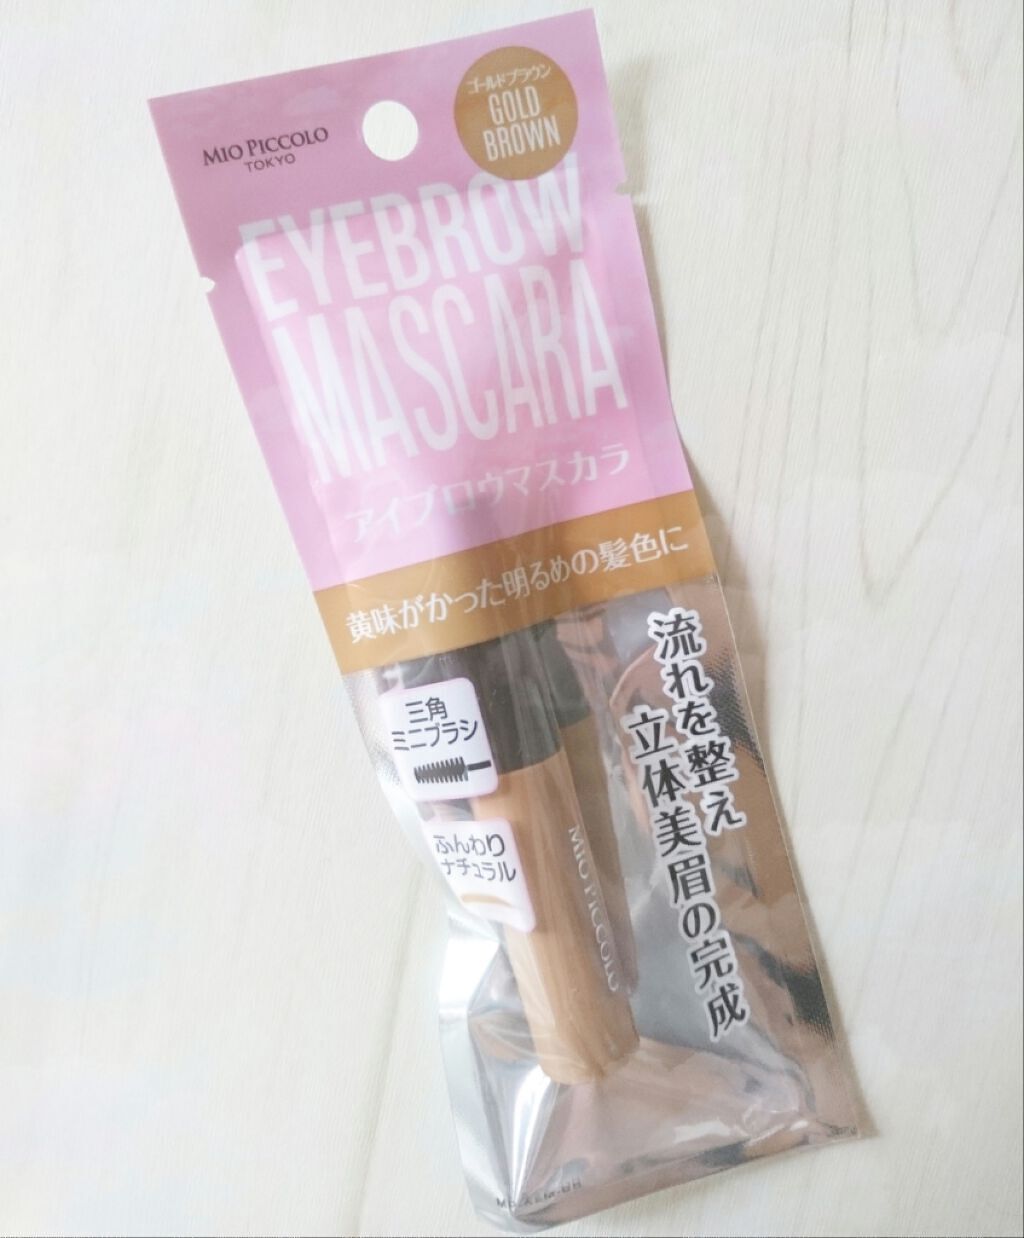 MIO PICCOLO
TOKYO
ゴールドブラウン
GOLD
BROWN
EYEBROW
MASCARA
アイブロウマスカラ
黄味がかった明るめの髪色に
三角
ミニブラシ
ふんわり
ナチュラル
流れを整え
立体美眉の完成
MIO PICCOLO